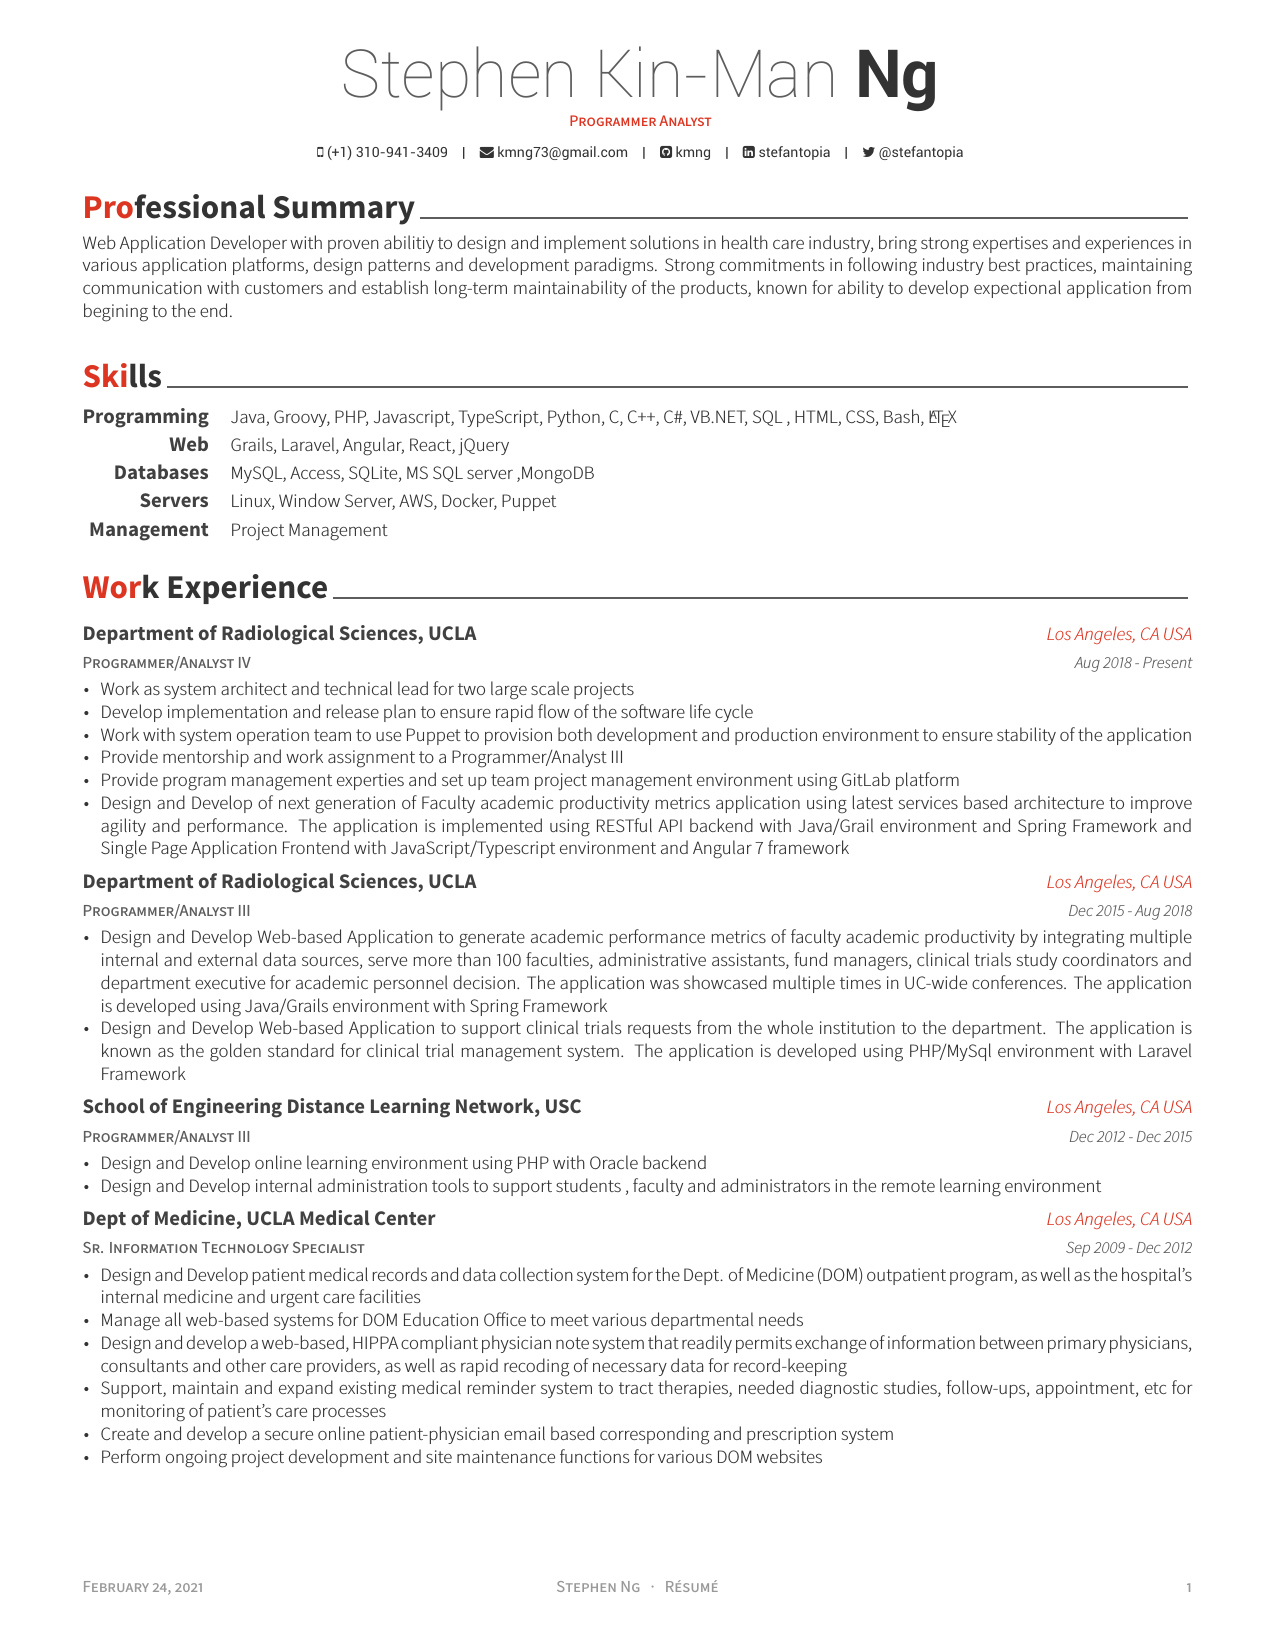 Stephen Kin-Man Ng
Programmer Analyst
(+1) 310-941-3409 | kmng73@gmail.com | kmng | stefantopia | @stefantopia
Professional Summary
Web Application Developer with proven abilitiy to design and implement solutions in health care industry, bring strong expertises and experiences in
various application platforms, design patterns and development paradigms. Strong commitments in following industry best practices, maintaining
communication with customers and establish long-term maintainability of the products, known for ability to develop expectional application from
begining to the end.
Skills
Programming Java, Groovy, PHP, Javascript, TypeScript, Python, C, C++, C#, VB.NET, SQL , HTML, CSS, Bash, LATEX
Web Grails, Laravel, Angular, React, jQuery
Databases MySQL, Access, SQLite, MS SQL server ,MongoDB
Servers Linux, Window Server, AWS, Docker, Puppet
Management Project Management
Work Experience
Department of Radiological Sciences, UCLA Los Angeles, CA USA
Programmer/Analyst IV Aug 2018 - Present
• Work as system architect and technical lead for two large scale projects
• Develop implementation and release plan to ensure rapid flow of the software life cycle
• Work with system operation team to use Puppet to provision both development and production environment to ensure stability of the application
• Provide mentorship and work assignment to a Programmer/Analyst III
• Provide program management experties and set up team project management environment using GitLab platform
• Design and Develop of next generation of Faculty academic productivity metrics application using latest services based architecture to improve
agility and performance. The application is implemented using RESTful API backend with Java/Grail environment and Spring Framework and
Single Page Application Frontend with JavaScript/Typescript environment and Angular 7 framework
Department of Radiological Sciences, UCLA Los Angeles, CA USA
Programmer/Analyst III Dec 2015 - Aug 2018
• Design and Develop Web-based Application to generate academic performance metrics of faculty academic productivity by integrating multiple
internal and external data sources, serve more than 100 faculties, administrative assistants, fund managers, clinical trials study coordinators and
department executive for academic personnel decision. The application was showcased multiple times in UC-wide conferences. The application
is developed using Java/Grails environment with Spring Framework
• Design and Develop Web-based Application to support clinical trials requests from the whole institution to the department. The application is
known as the golden standard for clinical trial management system. The application is developed using PHP/MySql environment with Laravel
Framework
School of Engineering Distance Learning Network, USC Los Angeles, CA USA
Programmer/Analyst III Dec 2012 - Dec 2015
• Design and Develop online learning environment using PHP with Oracle backend
• Design and Develop internal administration tools to support students , faculty and administrators in the remote learning environment
Dept of Medicine, UCLA Medical Center Los Angeles, CA USA
Sr. Information Technology Specialist Sep 2009 - Dec 2012
• Design and Develop patient medical records and data collection system for the Dept. of Medicine (DOM) outpatient program, as well as the hospital’s
internal medicine and urgent care facilities
• Manage all web-based systems for DOM Education Office to meet various departmental needs
• Design and develop a web-based, HIPPA compliant physician note system that readily permits exchange of information between primary physicians,
consultants and other care providers, as well as rapid recoding of necessary data for record-keeping
• Support, maintain and expand existing medical reminder system to tract therapies, needed diagnostic studies, follow-ups, appointment, etc for
monitoring of patient’s care processes
• Create and develop a secure online patient-physician email based corresponding and prescription system
• Perform ongoing project development and site maintenance functions for various DOM websites
February 24, 2021 Stephen Ng · Résumé 1